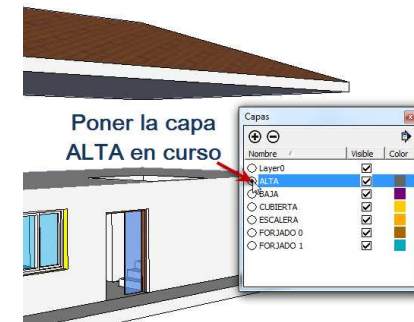 Poner la capa
ALTA en curso
Capas
Nombre Visible Color
Layer0
ALTA
BAJA
CUBIERTA
ESCALERA
FORJADO 0
FORJADO 1